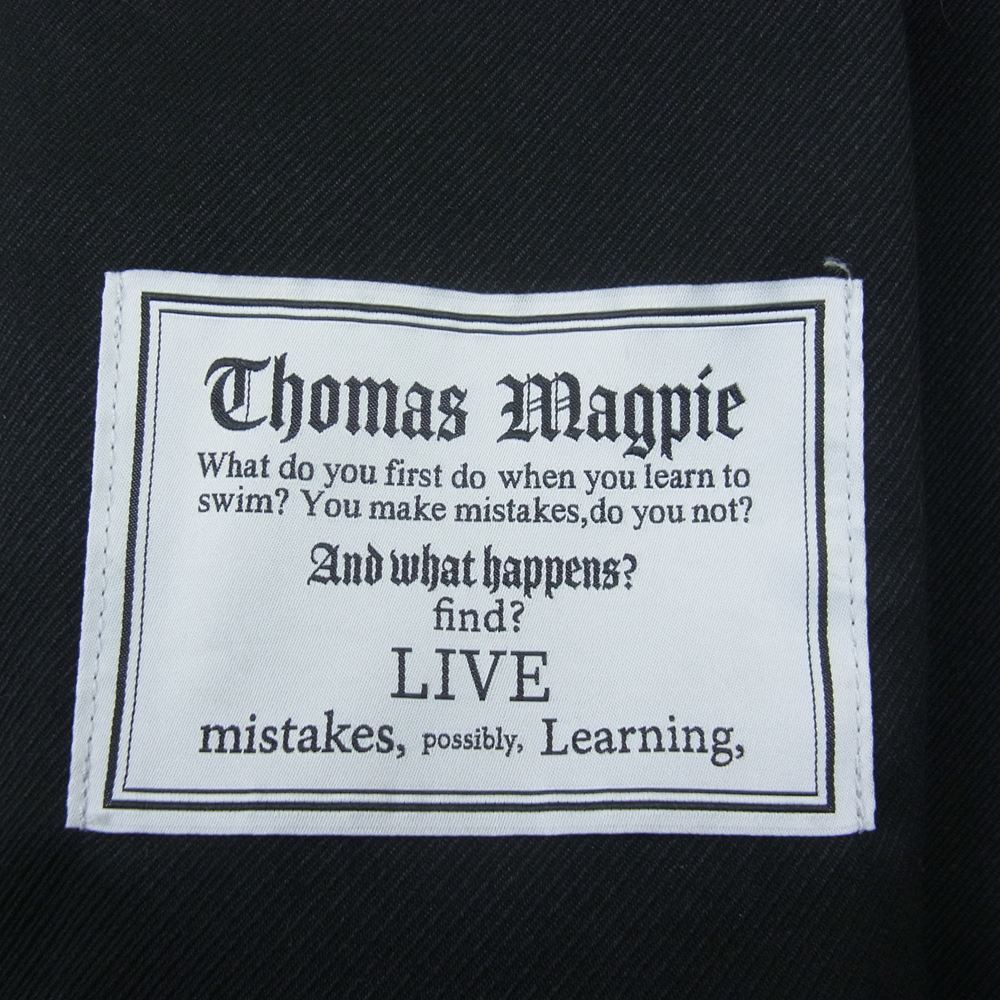 Thomas Magpie
What do you first do when you learn to
swim? You make mistakes,do you not?
And what happens?
find?
LIVE
mistakes, possibly, Learning,